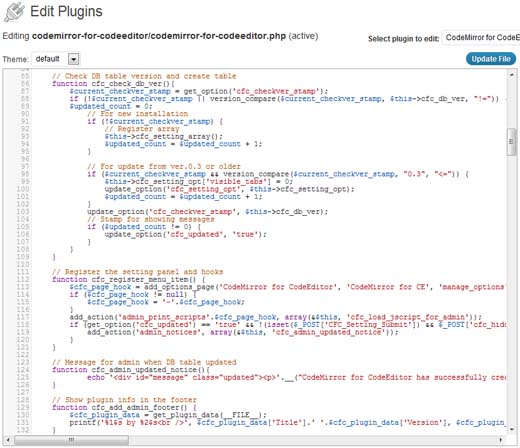 Edit Plugins
Editing codemirror-for-codeeditor/codemirror-for-codeeditor.php (active)
Select plugin to edit: CodeMirror for CodeE
Theme: default
Update File
85 // Check DB table version and create table
86 function cfc_check_db_ver(){
87 $current_checkver_stamp = get_option('cfc_checkver_stamp');
88 if (!$current_checkver_stamp || version_compare($current_checkver_stamp, $this->cfc_db_ver, "!="))
89 $updated_count = 0;
90 // For new installation
91 if (!$current_checkver_stamp) {
92 // Register array
93 $this->cfc_setting_array();
94 $updated_count = $updated_count + 1;
95 }
96
97 // For update from ver.0.3 or older
98 if ($current_checkver_stamp && version_compare($current_checkver_stamp, "0.3", "<=")) {
99 $this->cfc_setting_opt['visible_tabs'] = 0;
100 update_option('cfc_setting_opt', $this->cfc_setting_opt);
101 $updated_count = $updated_count + 1;
102 }
103 update_option('cfc_checkver_stamp', $this->cfc_db_ver);
104 // Stamp for showing messages
105 if ($updated_count != 0) {
106 update_option('cfc_updated', 'true');
107 }
108 }
109 }
110
111 // Register the setting panel and hooks
112 function cfc_register_menu_item() {
113 $cfc_page_hook = add_options_page('CodeMirror for CodeEditor', 'CodeMirror for CE', 'manage_options
114 if ($cfc_page_hook != null) {
115 $cfc_page_hook = '-'.$cfc_page_hook;
116 }
117 add_action('admin_print_scripts'.$cfc_page_hook, array(&$this, 'cfc_load_jscript_for_admin'));
118 if (get_option('cfc_updated') == 'true' && !(isset($_POST['CFC_Setting_Submit']) && $_POST['cfc_hidd
119 add_action('admin_notices', array(&$this, 'cfc_admin_updated_notice'));
120 }
121 }
122
123 // Message for admin when DB table updated
124 function cfc_admin_updated_notice(){
125 echo '<div id="message" class="updated"><p>'.__("CodeMirror for CodeEditor has successfully crea
126 }
127
128 // Show plugin info in the footer
129 function cfc_add_admin_footer() {
130 $cfc_plugin_data = get_plugin_data(__FILE__);
131 printf('%1$s by %2$s<br />', $cfc_plugin_data['Title'].' '.$cfc_plugin_data['Version'], $cfc_plugin_
132 }